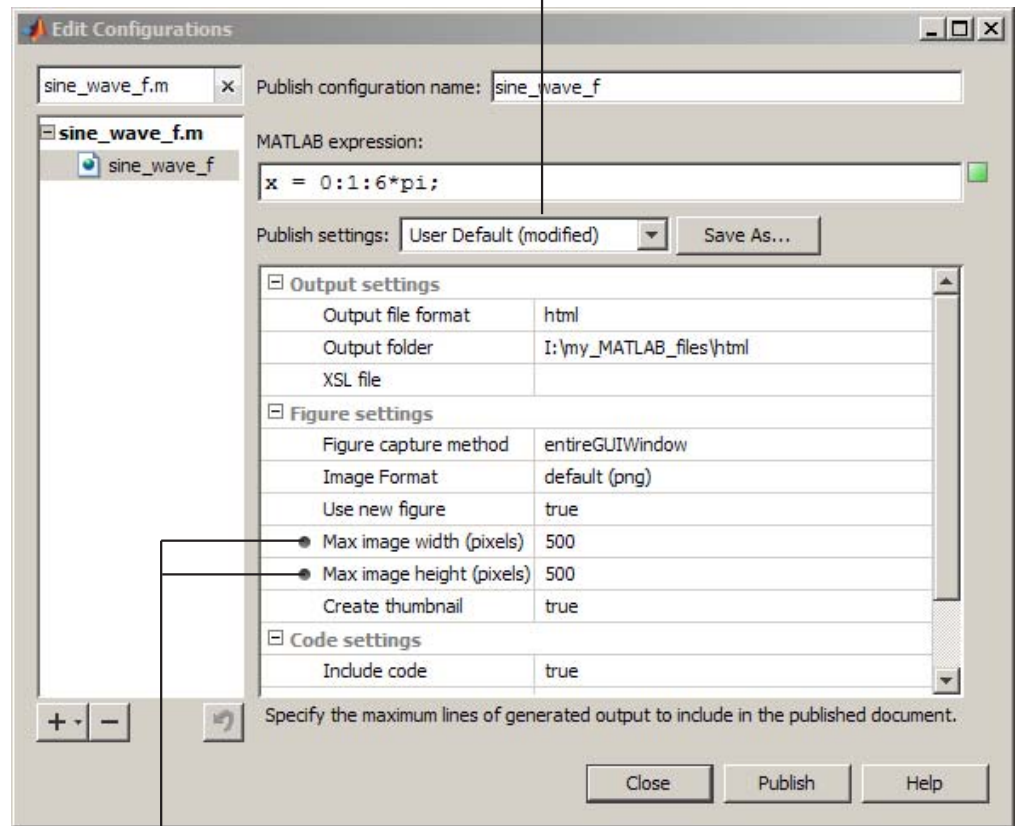 Edit Configurations
sine_wave_f.m
Publish configuration name: sine_wave_f
sine_wave_f.m
sine_wave_f
MATLAB expression:
x = 0:1:6*pi;
Publish settings: User Default (modified) Save As...
Output settings
Output file format html
Output folder I:\my_MATLAB_files\html
XSL file
Figure settings
Figure capture method entireGUIWindow
Image Format default (png)
Use new figure true
Max image width (pixels) 500
Max image height (pixels) 500
Create thumbnail true
Code settings
Include code true
Specify the maximum lines of generated output to include in the published document.
Close Publish Help